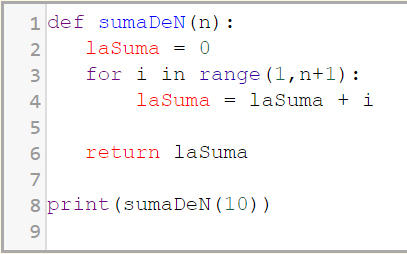 1 def sumaDeN(n):
2    laSuma = 0
3    for i in range(1,n+1):
4        laSuma = laSuma + i
5
6    return laSuma
7
8 print(sumaDeN(10))
9